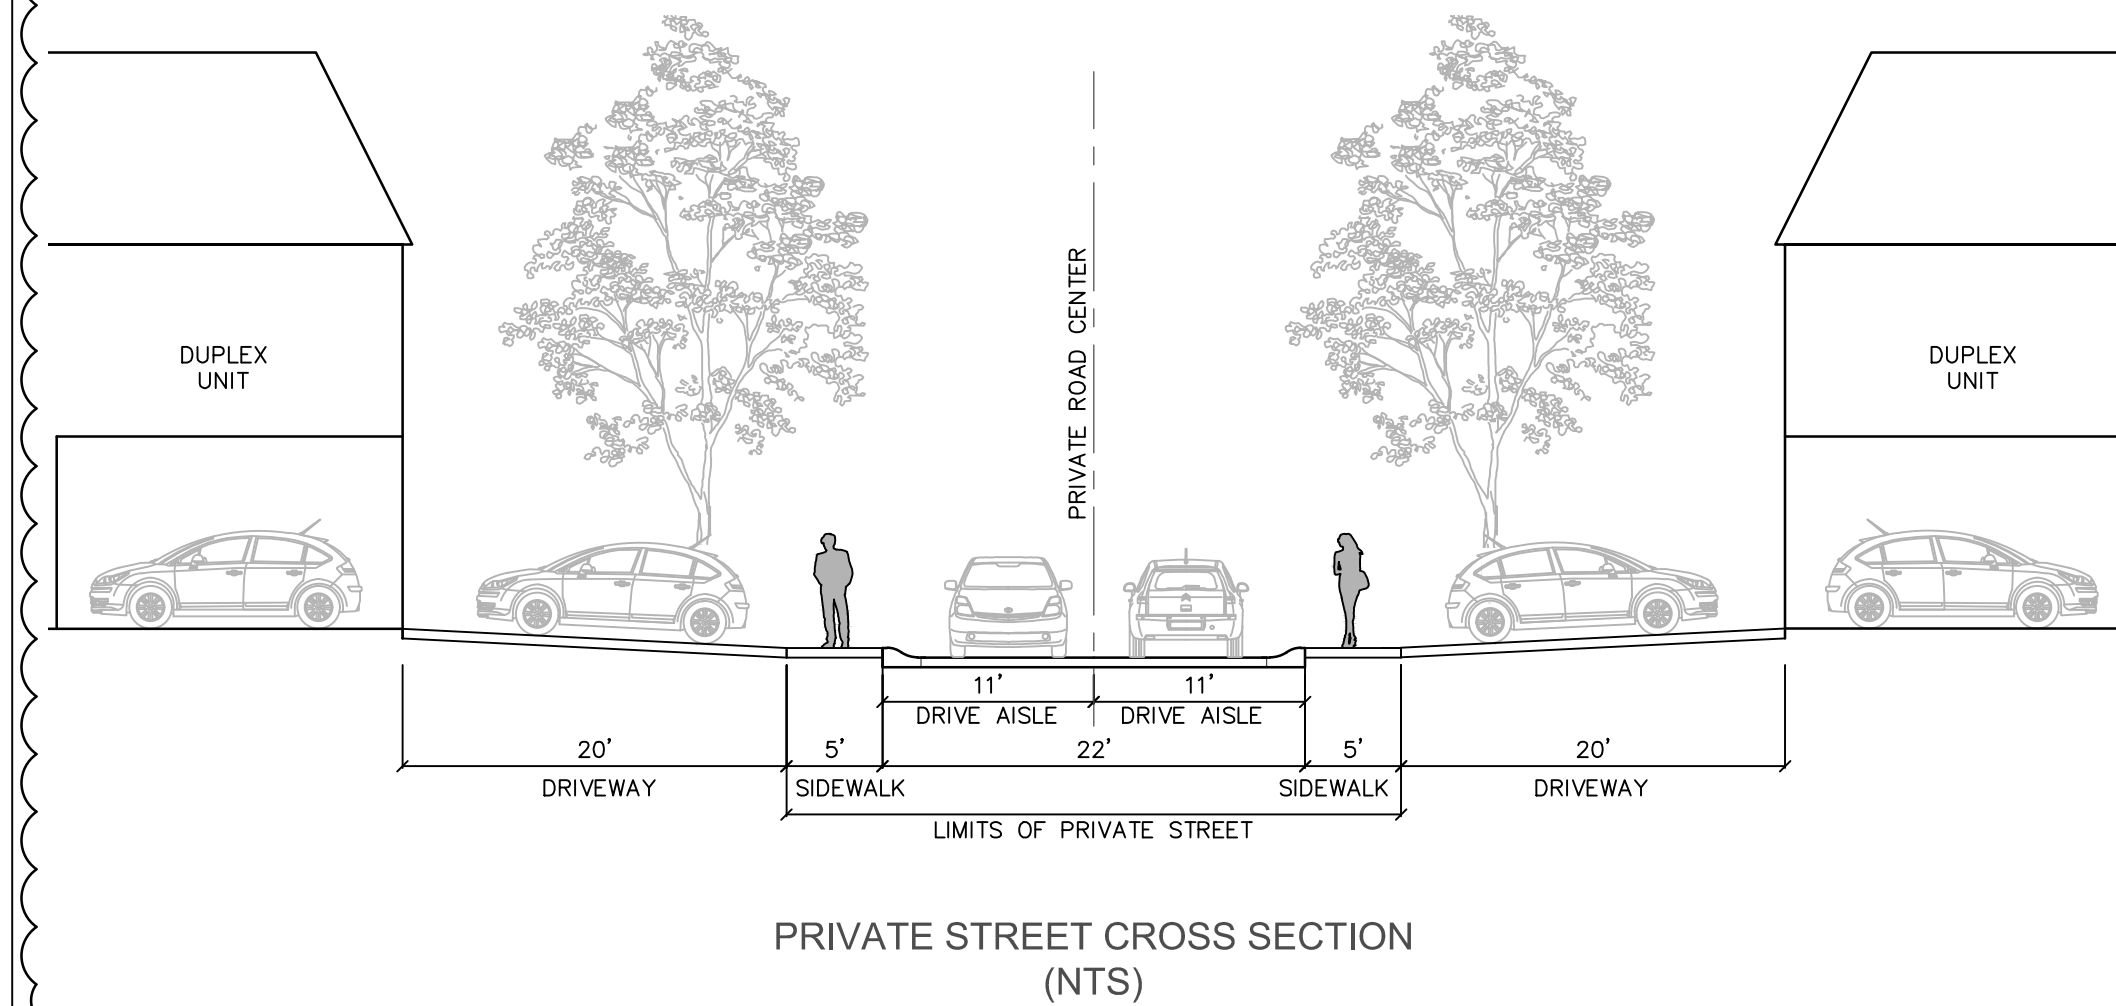 PRIVATE ROAD CENTER
DUPLEX
UNIT
DUPLEX
UNIT
11'
11'
DRIVE AISLE
DRIVE AISLE
20'
5'
22'
5'
20'
DRIVEWAY
SIDEWALK
SIDEWALK
DRIVEWAY
LIMITS OF PRIVATE STREET
PRIVATE STREET CROSS SECTION
(NTS)